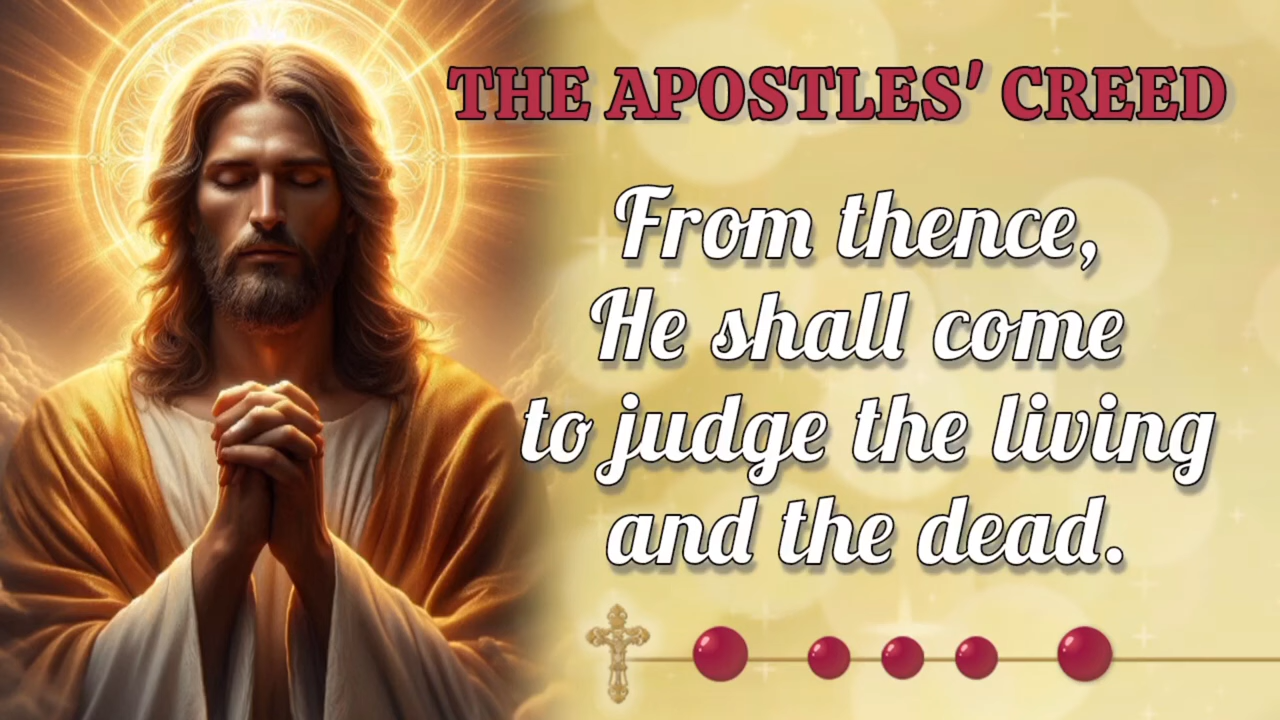 THE APOSTLES' CREED
From thence,
He shall come
to judge the living
and the dead.